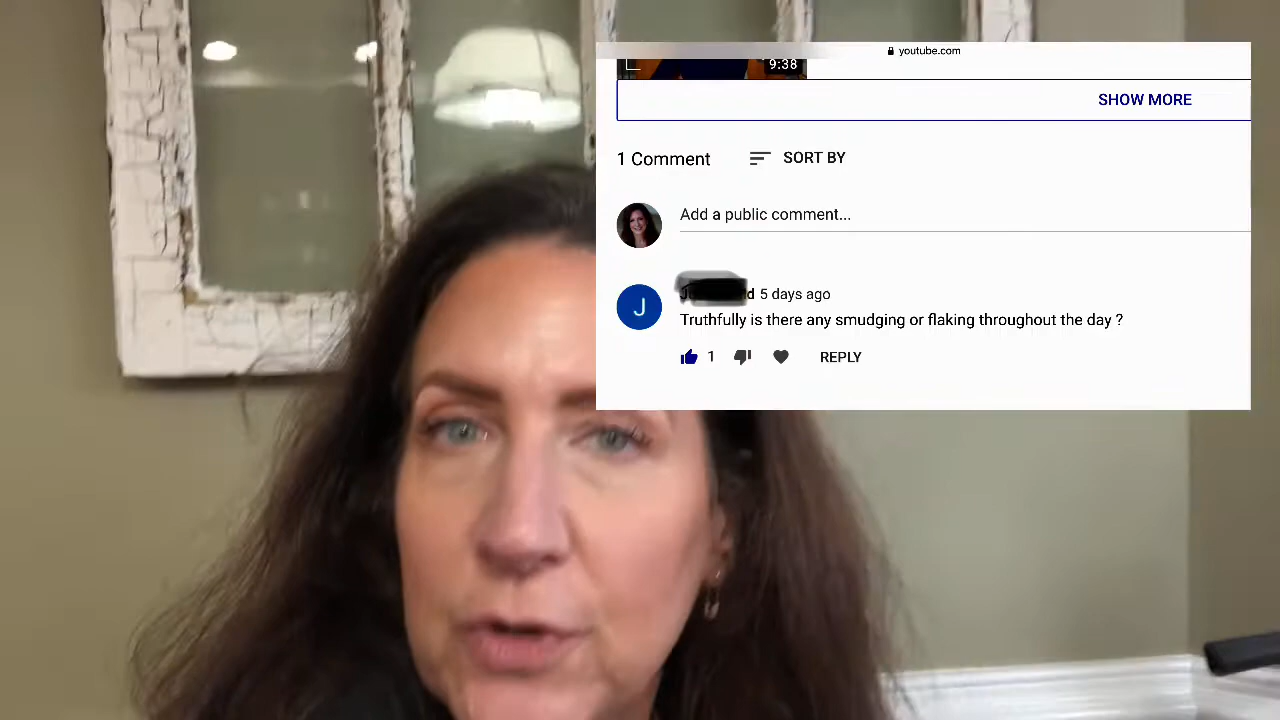 youtube.com
9:38
SHOW MORE
1 Comment
SORT BY
Add a public comment...
5 days ago
J
Truthfully is there any smudging or flaking throughout the day ?
1
REPLY